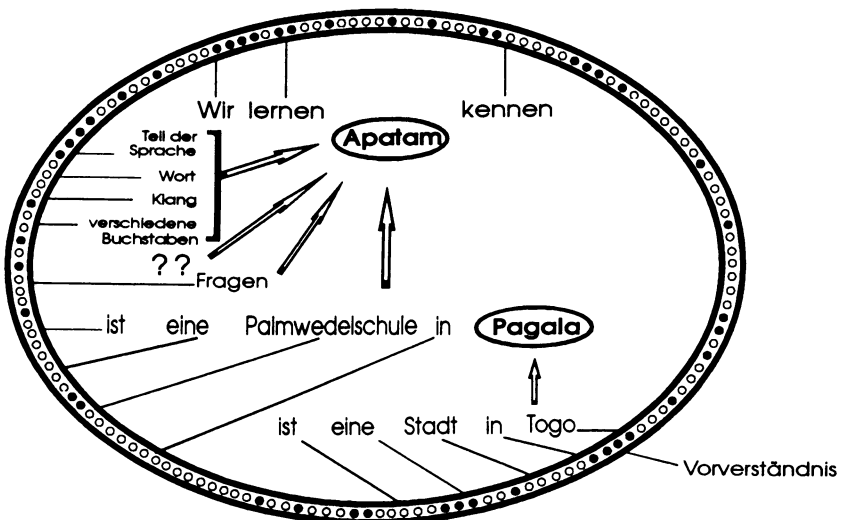 Wir lernen kennen
Apatam
Teil der
Sprache
Wort
Klang
verschiedene
Buchstaben
? ?
Fragen
ist eine Palmwedelschule in Pagala
ist eine Stadt in Togo
Vorverständnis